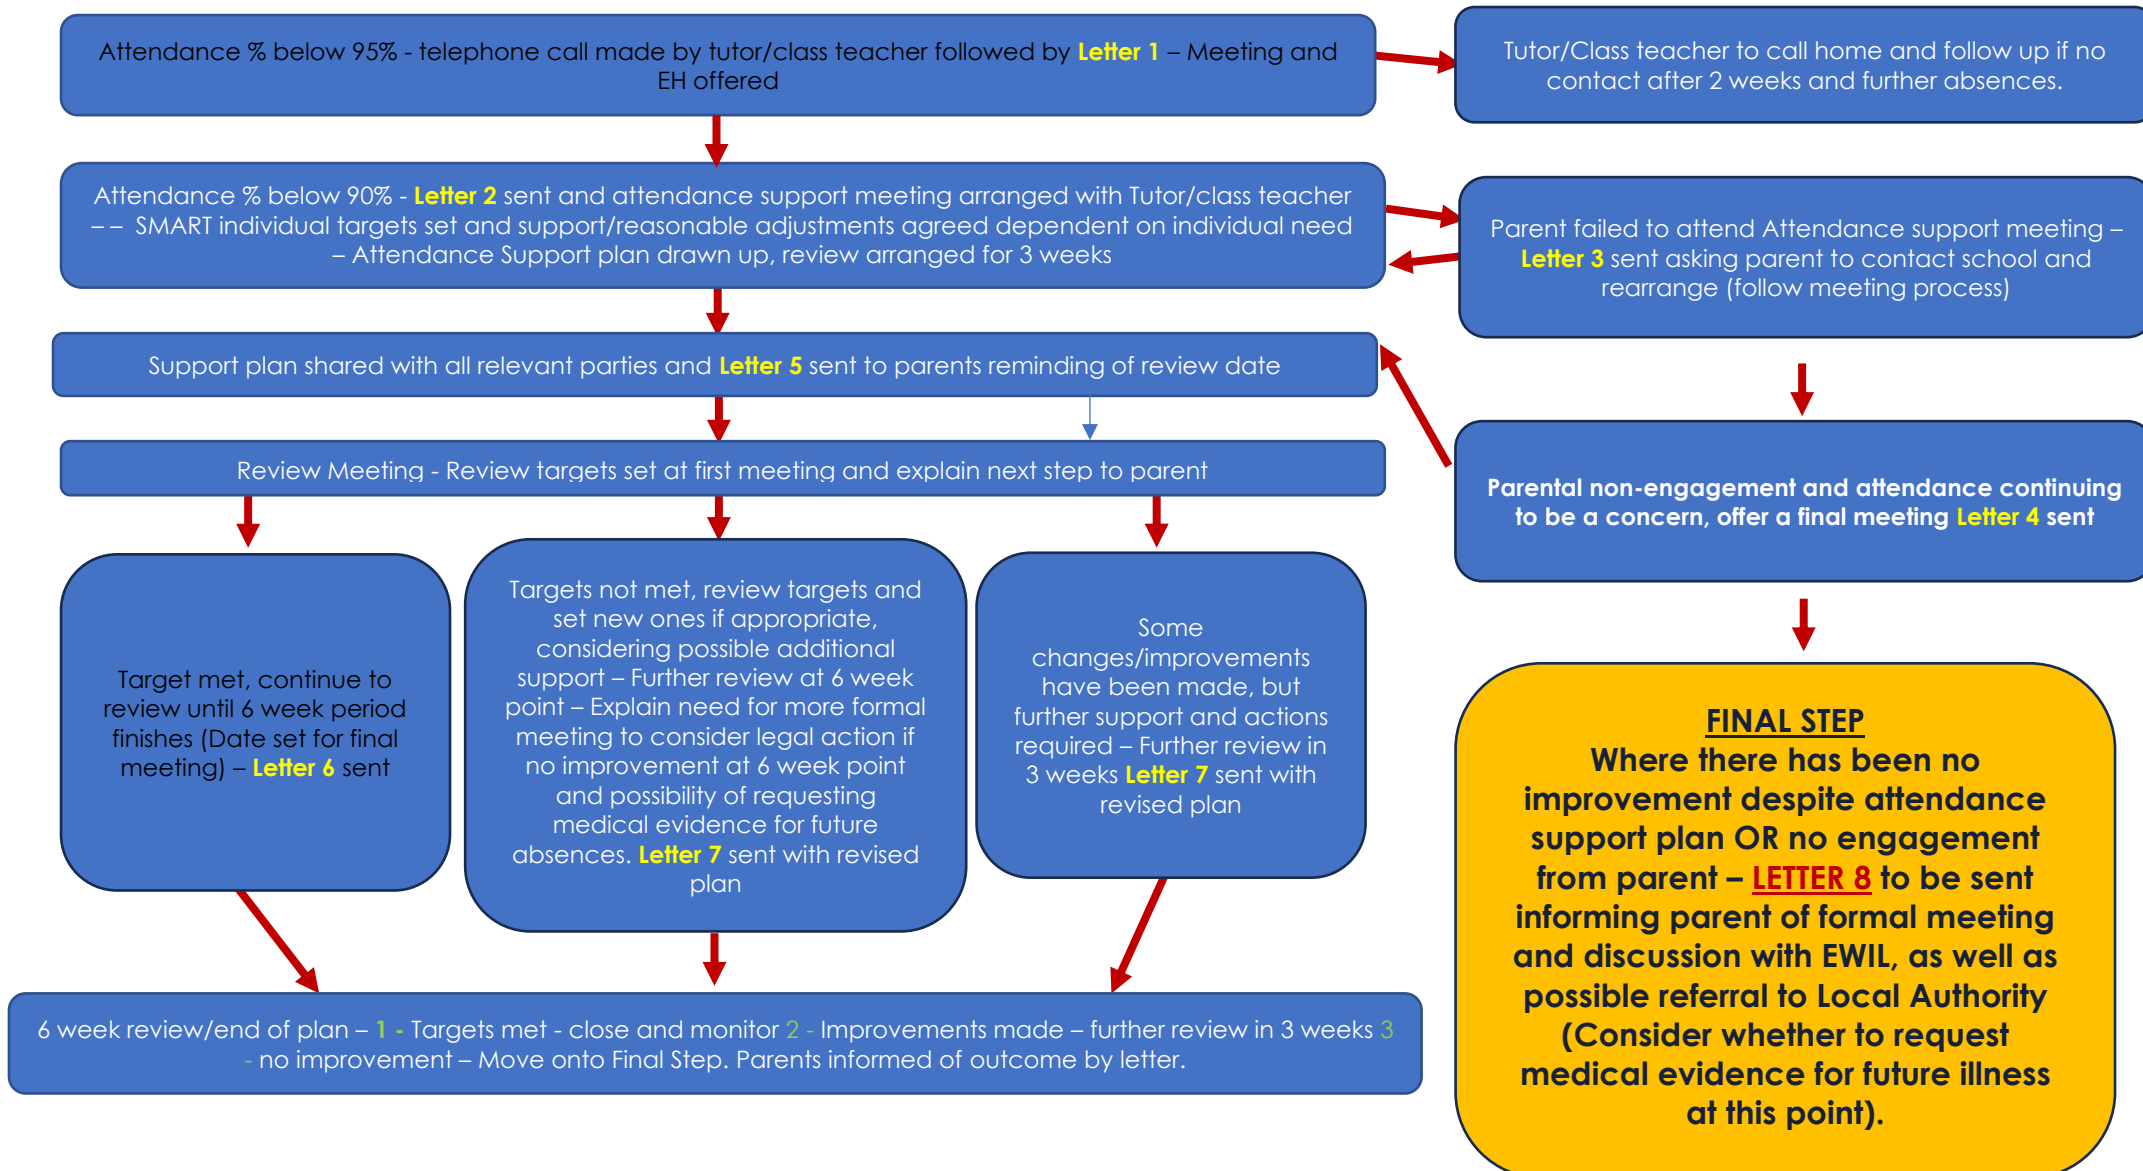 Attendance % below 95% - telephone call made by tutor/class teacher followed by Letter 1 – Meeting and
EH offered
Tutor/Class teacher to call home and follow up if no
contact after 2 weeks and further absences.
Attendance % below 90% - Letter 2 sent and attendance support meeting arranged with Tutor/class teacher
– – SMART individual targets set and support/reasonable adjustments agreed dependent on individual need
– Attendance Support plan drawn up, review arranged for 3 weeks
Parent failed to attend Attendance support meeting –
Letter 3 sent asking parent to contact school and
rearrange (follow meeting process)
Support plan shared with all relevant parties and Letter 5 sent to parents reminding of review date
Review Meeting - Review targets set at first meeting and explain next step to parent
Parental non-engagement and attendance continuing
to be a concern, offer a final meeting Letter 4 sent
Target met, continue to
review until 6 week period
finishes (Date set for final
meeting) – Letter 6 sent
Targets not met, review targets and
set new ones if appropriate,
considering possible additional
support – Further review at 6 week
point – Explain need for more formal
meeting to consider legal action if
no improvement at 6 week point
and possibility of requesting
medical evidence for future
absences. Letter 7 sent with revised
plan
Some
changes/improvements
have been made, but
further support and actions
required – Further review in
3 weeks Letter 7 sent with
revised plan
FINAL STEP
Where there has been no
improvement despite attendance
support plan OR no engagement
from parent – LETTER 8 to be sent
informing parent of formal meeting
and discussion with EWIL, as well as
possible referral to Local Authority
(Consider whether to request
medical evidence for future illness
at this point).
6 week review/end of plan – 1 - Targets met - close and monitor 2 - Improvements made – further review in 3 weeks 3
- no improvement – Move onto Final Step. Parents informed of outcome by letter.